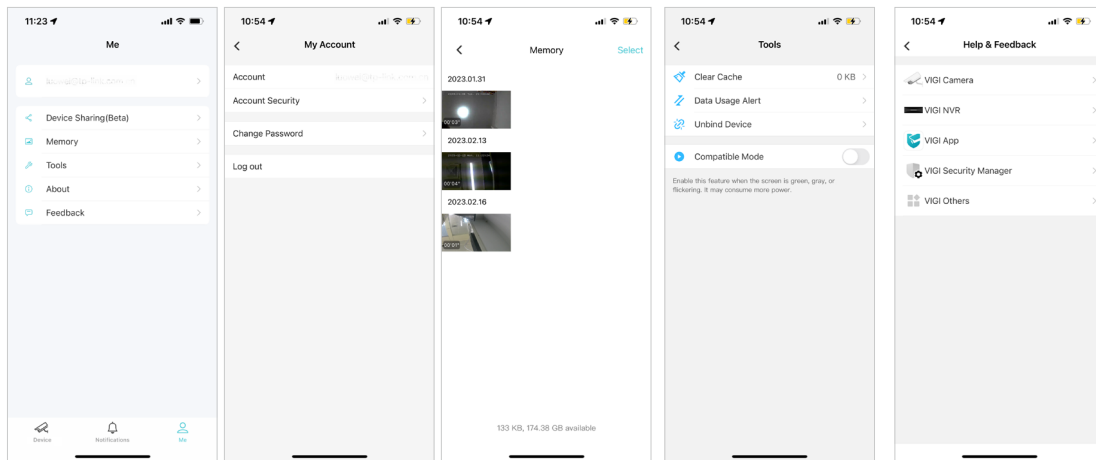 11:23
Me
Device Sharing(Beta)
Memory
Tools
About
Feedback
Device
Notifications
Me
10:54
My Account
Account
Account Security
Change Password
Log out
10:54
Memory
Select
2023.01.31
00'03"
2023.02.13
00'04"
2023.02.16
00'01"
133 KB, 174.38 GB available
10:54
Tools
Clear Cache
0 KB
Data Usage Alert
Unbind Device
Compatible Mode
Enable this feature when the screen is green, gray, or
flickering. It may consume more power.
10:54
Help & Feedback
VIGI Camera
VIGI NVR
VIGI App
VIGI Security Manager
VIGI Others